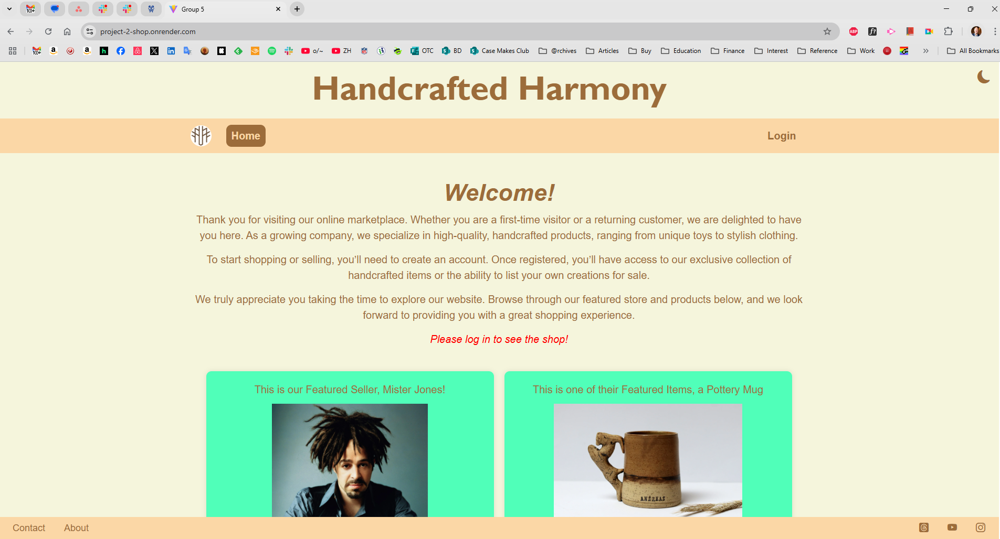 Group 5
project-2-shop.onrender.com
100+
o/~
ZH
OTC
BD
Case Makes Club
@rchives
Articles
Buy
Education
Finance
Interest
Reference
Work
All Bookmarks
Handcrafted Harmony
Home
Login
Welcome!
Thank you for visiting our online marketplace. Whether you are a first-time visitor or a returning customer, we are delighted to have
you here. As a growing company, we specialize in high-quality, handcrafted products, ranging from unique toys to stylish clothing.
To start shopping or selling, you’ll need to create an account. Once registered, you’ll have access to our exclusive collection of
handcrafted items or the ability to list your own creations for sale.
We truly appreciate you taking the time to explore our website. Browse through our featured store and products below, and we look
forward to providing you with a great shopping experience.
Please log in to see the shop!
This is our Featured Seller, Mister Jones!
This is one of their Featured Items, a Pottery Mug
ANDREAS
Contact
About